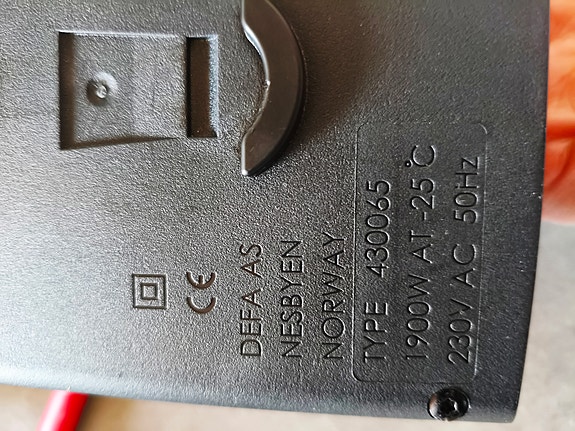 CE
DEFA AS
NESBYEN
NORWAY
TYPE 430065
1900W AT -25°C
230V AC 50Hz